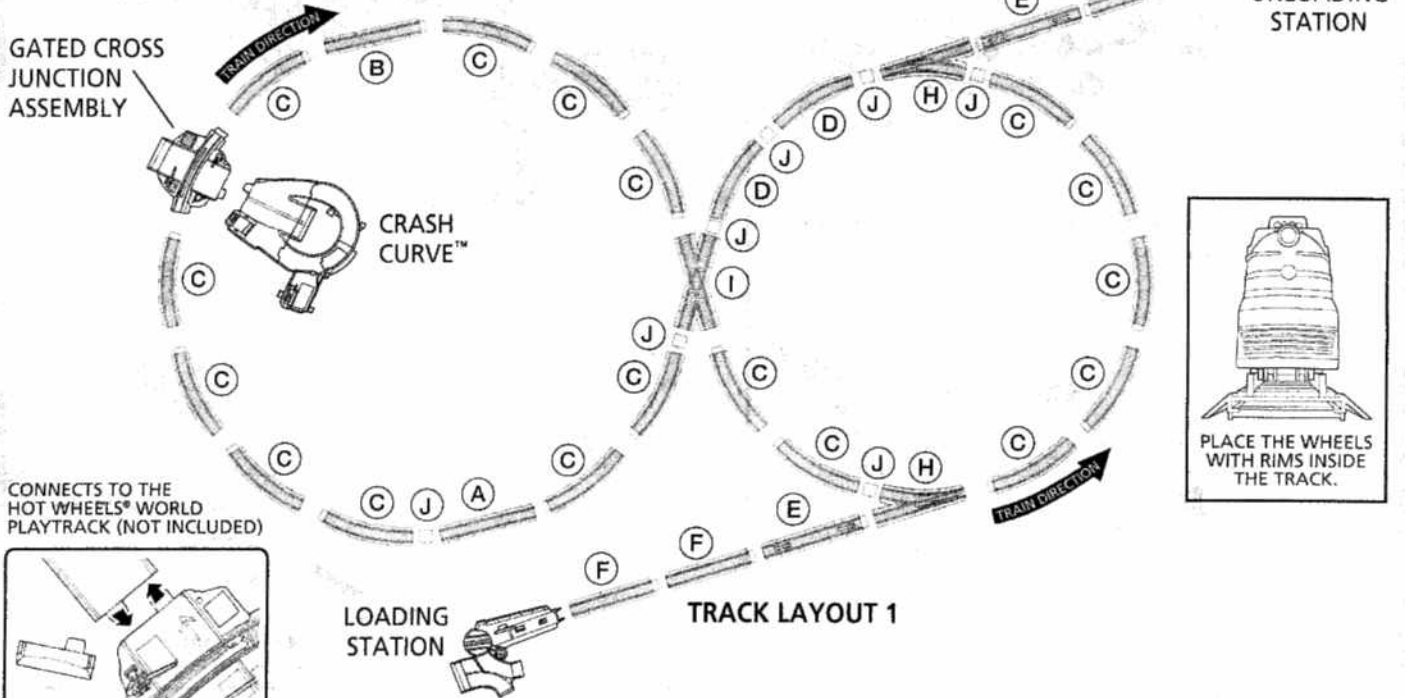 E
UNLOADING
STATION
TRAIN DIRECTION
GATED CROSS
JUNCTION
ASSEMBLY
B
C
C
C
J
H
J
D
C
J
C
D
C
CRASH
CURVE™
J
I
C
C
J
C
C
C
C
C
PLACE THE WHEELS
WITH RIMS INSIDE
THE TRACK.
C
C
C
J
H
C
TRAIN DIRECTION
CONNECTS TO THE
HOT WHEELS® WORLD
PLAYTRACK (NOT INCLUDED)
C
J
A
E
F
F
LOADING
STATION
TRACK LAYOUT 1